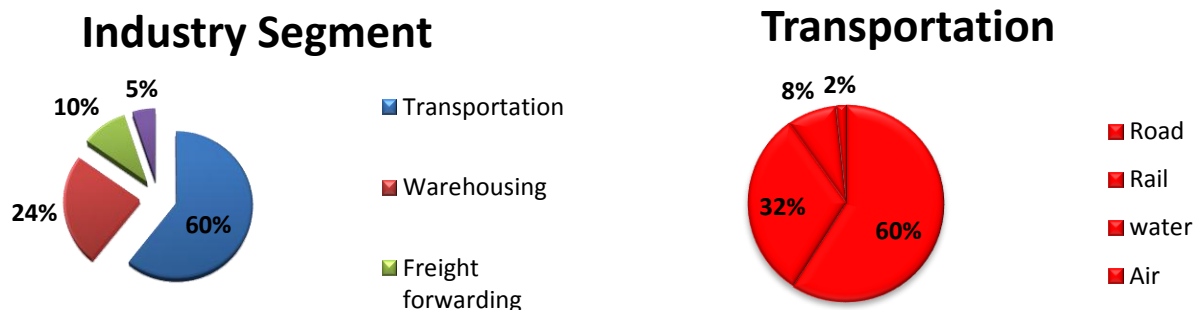 Industry Segment
5%
10%
24%
60%
Transportation
Warehousing
Freight
forwarding
Transportation
8%
2%
32%
60%
Road
Rail
water
Air